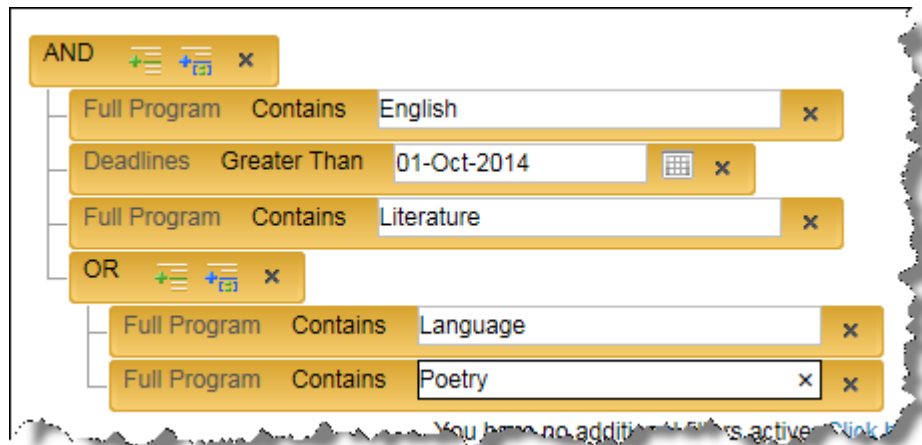 AND
Full Program Contains English
Deadlines Greater Than 01-Oct-2014
Full Program Contains Literature
OR
Full Program Contains Language
Full Program Contains Poetry
You have no additional filters active. Click